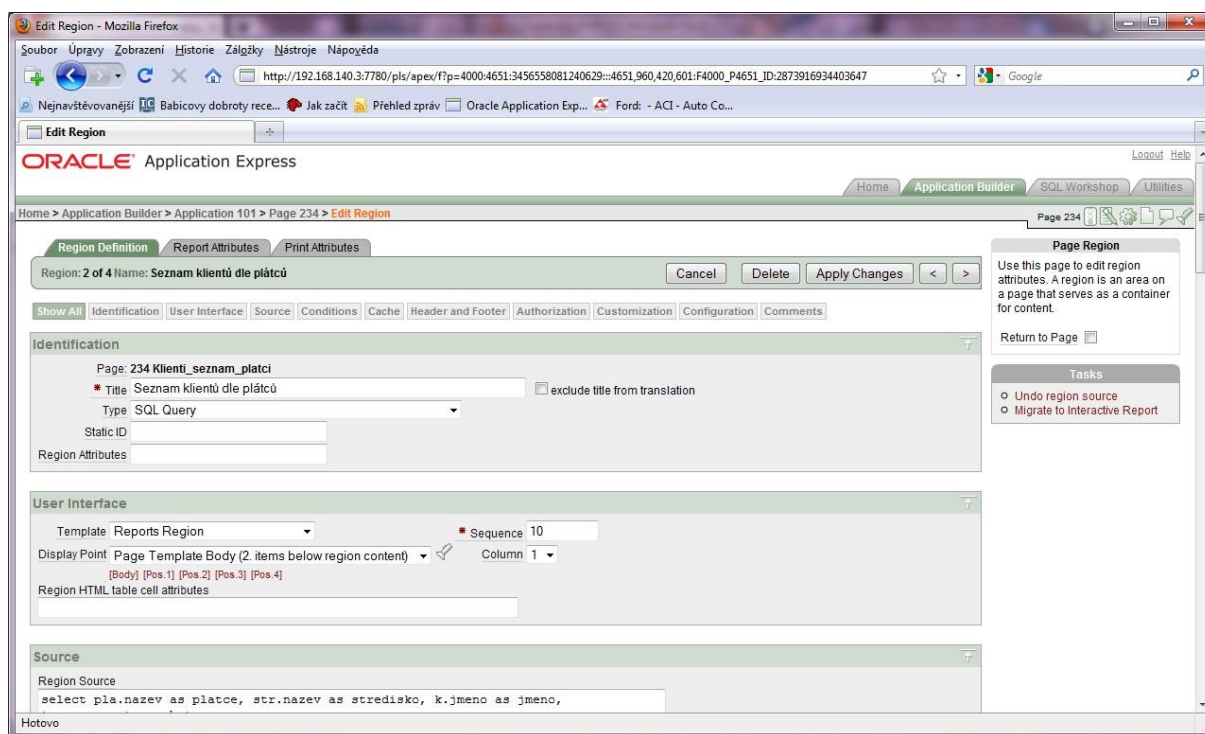 Edit Region - Mozilla Firefox
Soubor Úpravy Zobrazení Historie Záložky Nástroje Nápověda
http://192.168.140.3:7780/pls/apex/f?p=4000:4651:3456558081240629:::4651,960,420,601:F4000_P4651_ID:2873916934403647
Google
Nejnavštěvovanější Babicovy dobroty rece... Jak začít Přehled zpráv Oracle Application Exp... Ford: - ACI - Auto Co...
Edit Region
ORACLE Application Express
Logout Help
Home Application Builder SQL Workshop Utilities
Home > Application Builder > Application 101 > Page 234 > Edit Region
Page 234
Region Definition Report Attributes Print Attributes
Region: 2 of 4 Name: Seznam klientů dle plátců
Cancel Delete Apply Changes < >
Show All Identification User Interface Source Conditions Cache Header and Footer Authorization Customization Configuration Comments
Identification
Page: 234 Klienti_seznam_platci
* Title Seznam klientů dle plátců
exclude title from translation
Type SQL Query
Static ID
Region Attributes
User Interface
Template Reports Region
* Sequence 10
Display Point Page Template Body (2. items below region content)
Column 1
[Body] [Pos.1] [Pos.2] [Pos.3] [Pos.4]
Region HTML table cell attributes
Source
Region Source
select pla.nazev as platce, str.nazev as stredisko, k.jmeno as jmeno,
Page Region
Use this page to edit region
attributes. A region is an area on
a page that serves as a container
for content.
Return to Page
Tasks
Undo region source
Migrate to Interactive Report
Hotovo